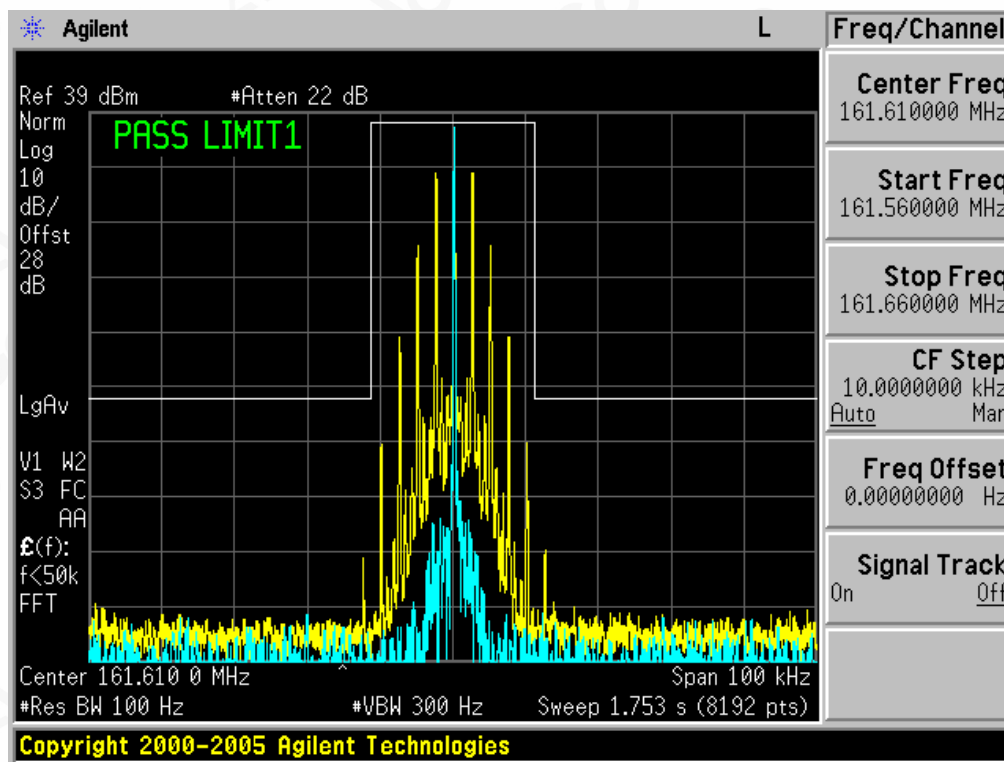 Agilent L Freq/Channel
Ref 39 dBm #Atten 22 dB
Norm
Log
10
dB/
Offst
28
dB
PASS LIMIT1
LgAv
V1 W2
S3 FC
AA
£(f):
f<50k
FFT
Center 161.610 0 MHz Span 100 kHz
#Res BW 100 Hz #VBW 300 Hz Sweep 1.753 s (8192 pts)
Copyright 2000-2005 Agilent Technologies
Center Freq
161.610000 MHz
Start Freq
161.560000 MHz
Stop Freq
161.660000 MHz
CF Step
10.0000000 kHz
Auto Man
Freq Offset
0.00000000 Hz
Signal Track
On Off